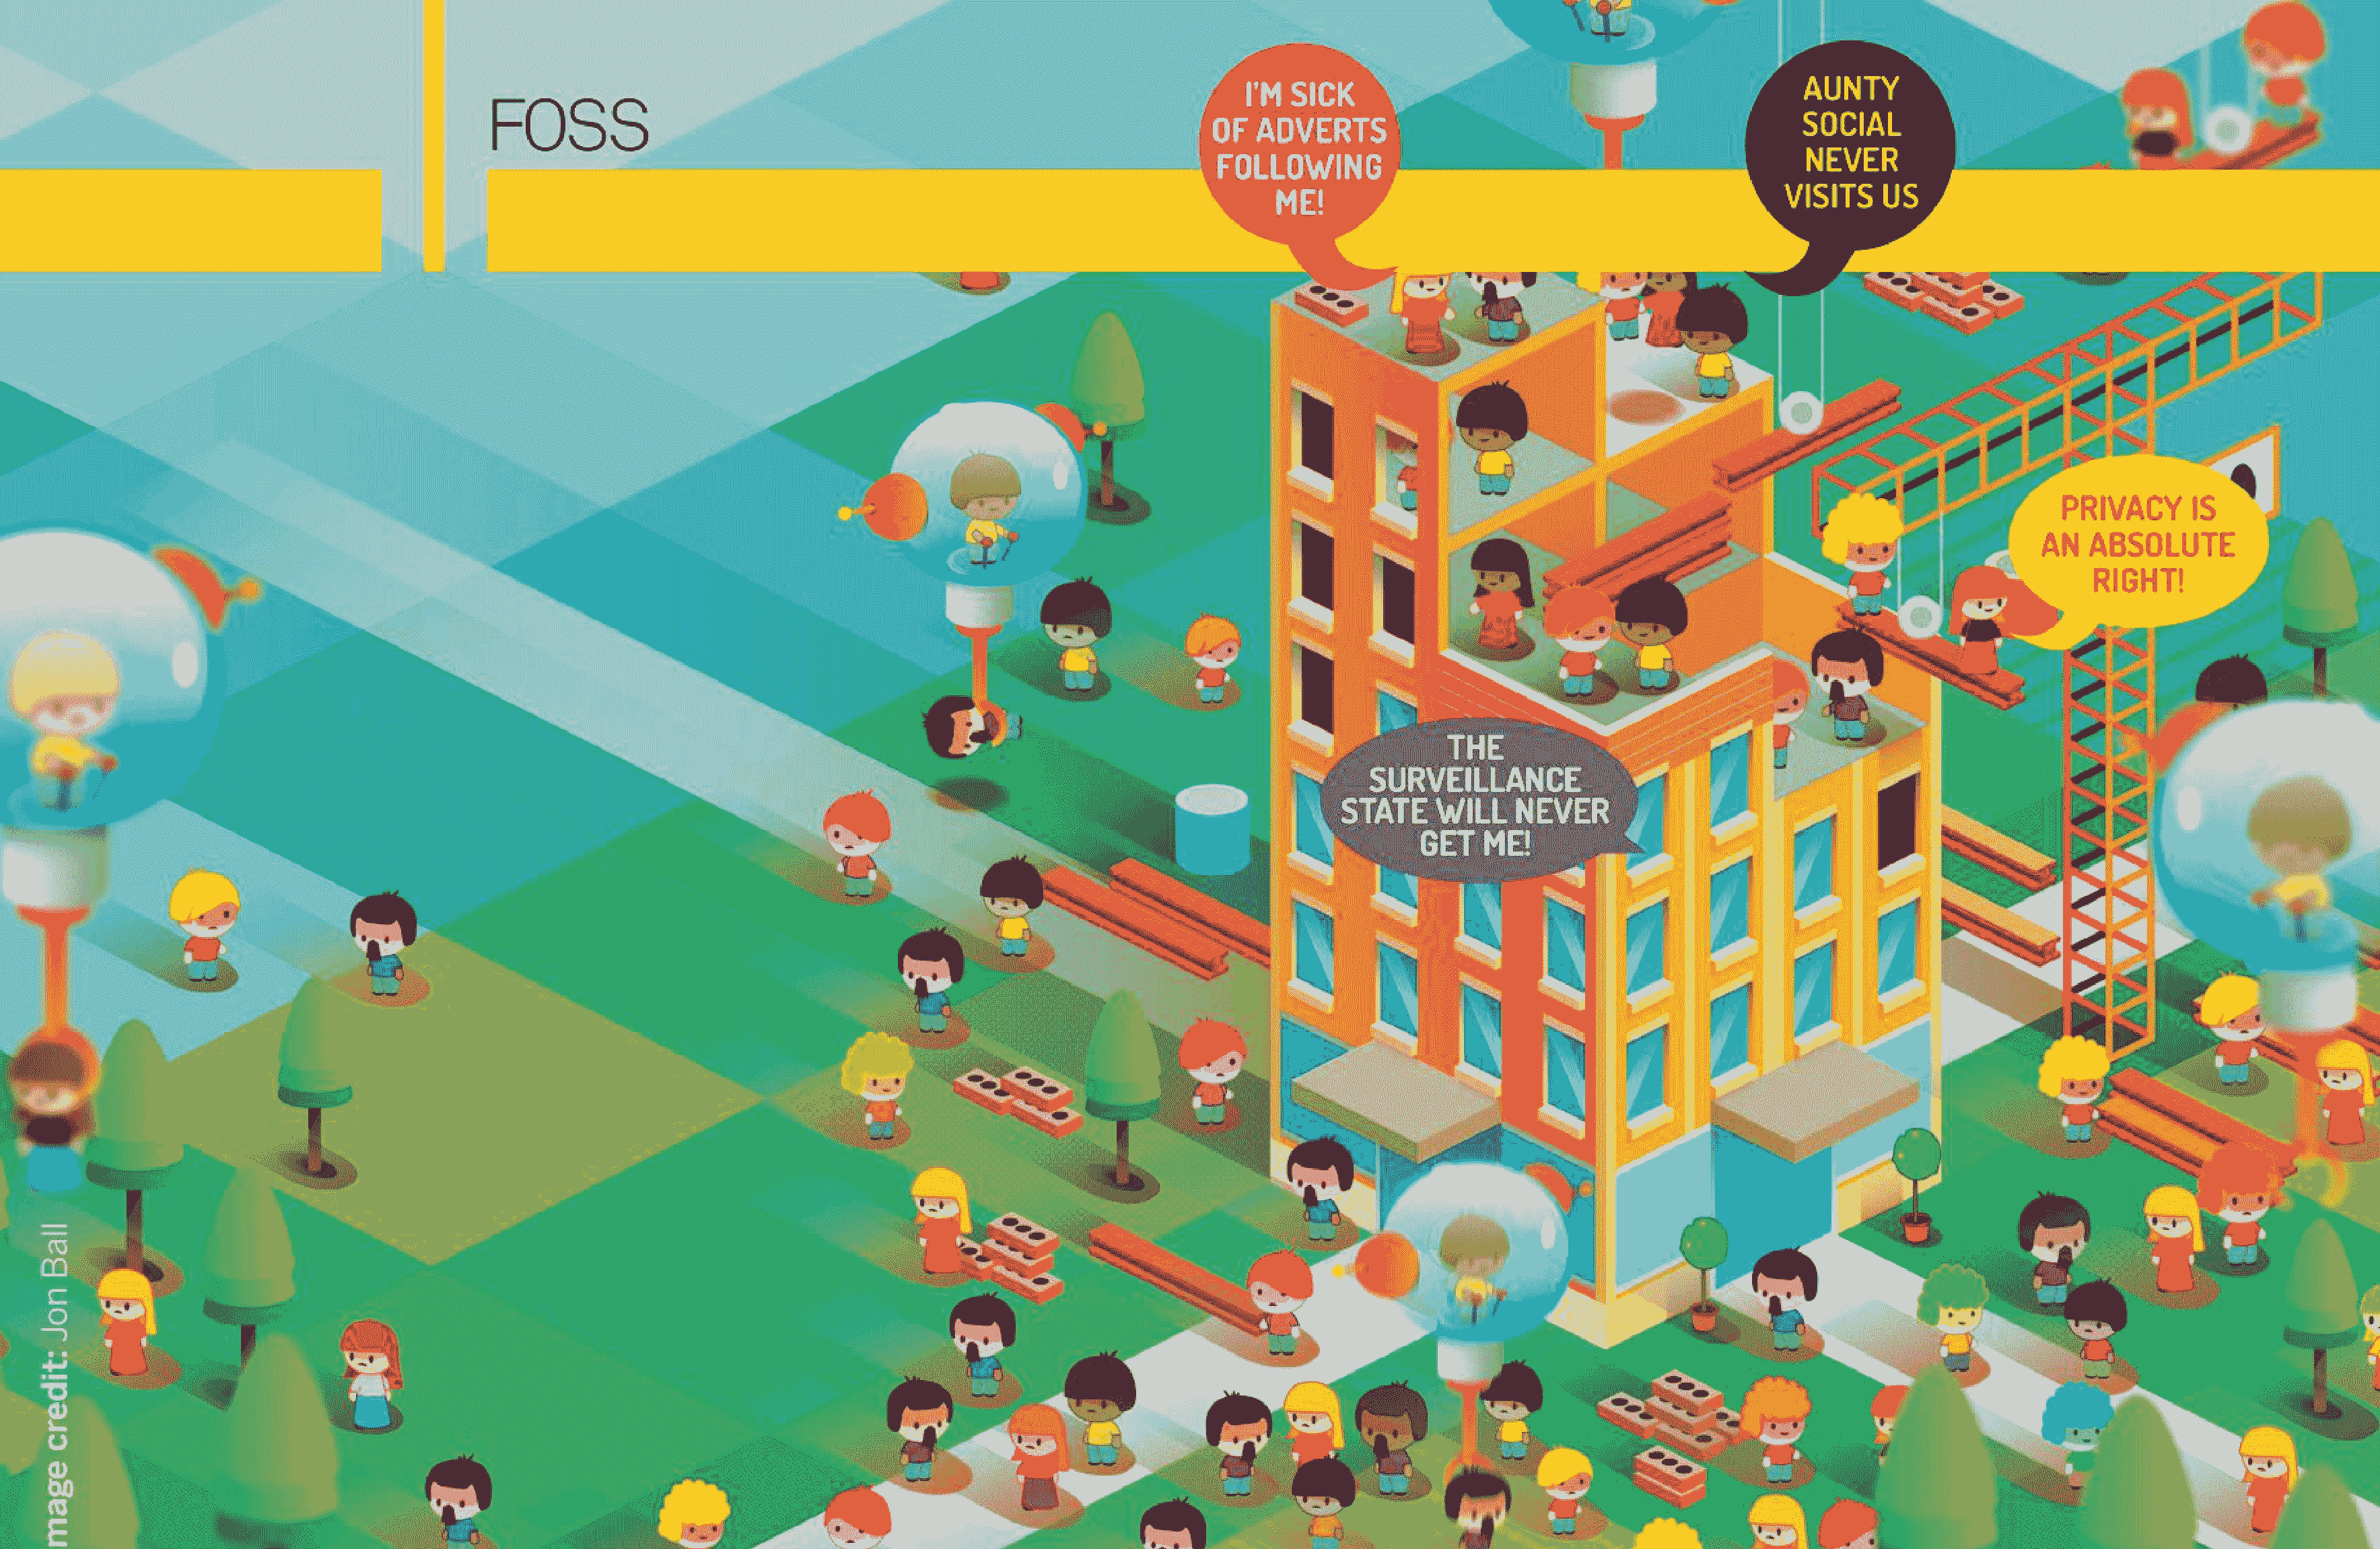 FOSS
I'M SICK
OF ADVERTS
FOLLOWING
ME!
AUNTY
SOCIAL
NEVER
VISITS US
PRIVACY IS
AN ABSOLUTE
RIGHT!
THE
SURVEILLANCE
STATE WILL NEVER
GET ME!
mage credit: Jon Ball